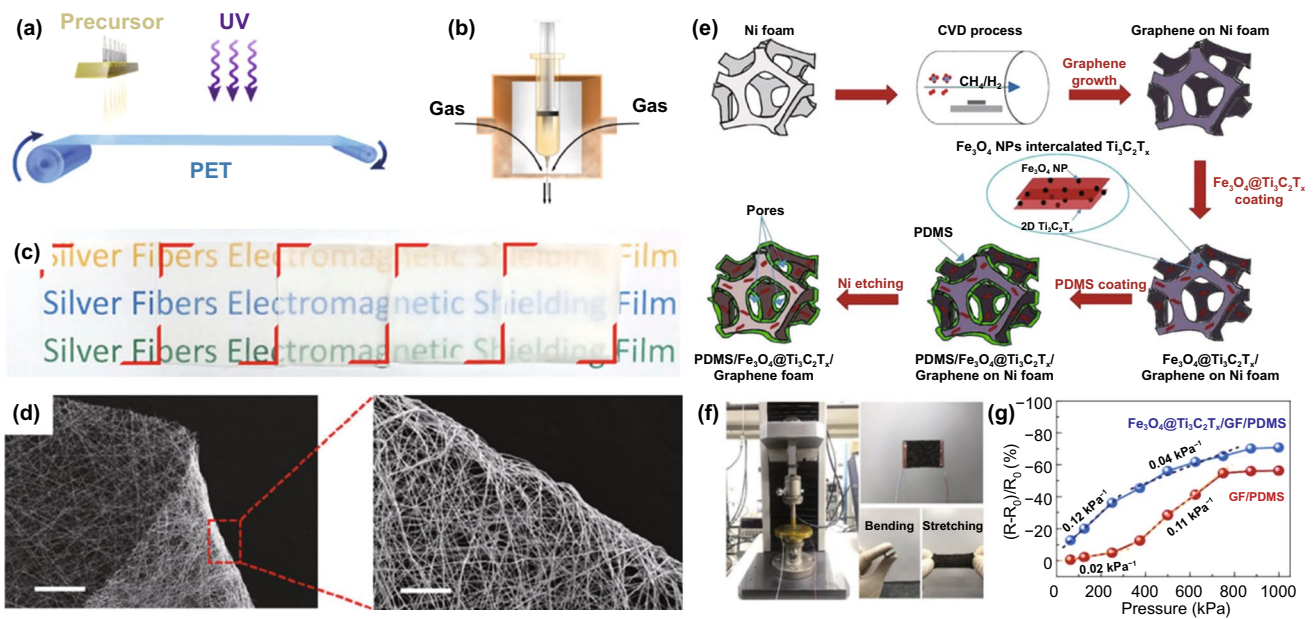 (a)
Precursor
UV
PET
(b)
Gas
Gas
(c)
Silver Fibers Electromagnetic Shielding Film
Silver Fibers Electromagnetic Shielding Film
Silver Fibers Electromagnetic Shielding Film
(d)
(e)
Ni foam
CVD process
Graphene on Ni foam
CH₄/H₂
Graphene
growth
Fe₃O₄ NPs intercalated Ti₃C₂Tₓ
Fe₃O₄ NP
2D Ti₃C₂Tₓ
Fe₃O₄@Ti₃C₂Tₓ
coating
Pores
PDMS
Ni etching
PDMS coating
PDMS/Fe₃O₄@Ti₃C₂Tₓ/
Graphene foam
PDMS/Fe₃O₄@Ti₃C₂Tₓ/
Graphene on Ni foam
Fe₃O₄@Ti₃C₂Tₓ/
Graphene on Ni foam
(f)
Bending
Stretching
(g)
(R-R₀)/R₀ (%)
−100
−80
−60
−40
−20
0
Fe₃O₄@Ti₃C₂Tₓ/GF/PDMS
0.04 kPa⁻¹
0.12 kPa⁻¹
GF/PDMS
0.11 kPa⁻¹
0.02 kPa⁻¹
0 200 400 600 800 1000
Pressure (kPa)